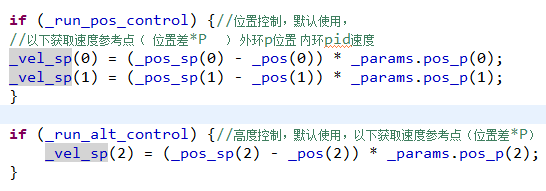 if (_run_pos_control) {//位置控制，默认使用，
//以下获取速度参考点（ 位置差*P   ）外环p位置 内环pid速度
_vel_sp(0) = (_pos_sp(0) - _pos(0)) * _params.pos_p(0);
_vel_sp(1) = (_pos_sp(1) - _pos(1)) * _params.pos_p(1);
}
if (_run_alt_control) {//高度控制，默认使用，以下获取速度参考点（位置差*P）
_vel_sp(2) = (_pos_sp(2) - _pos(2)) * _params.pos_p(2);
}